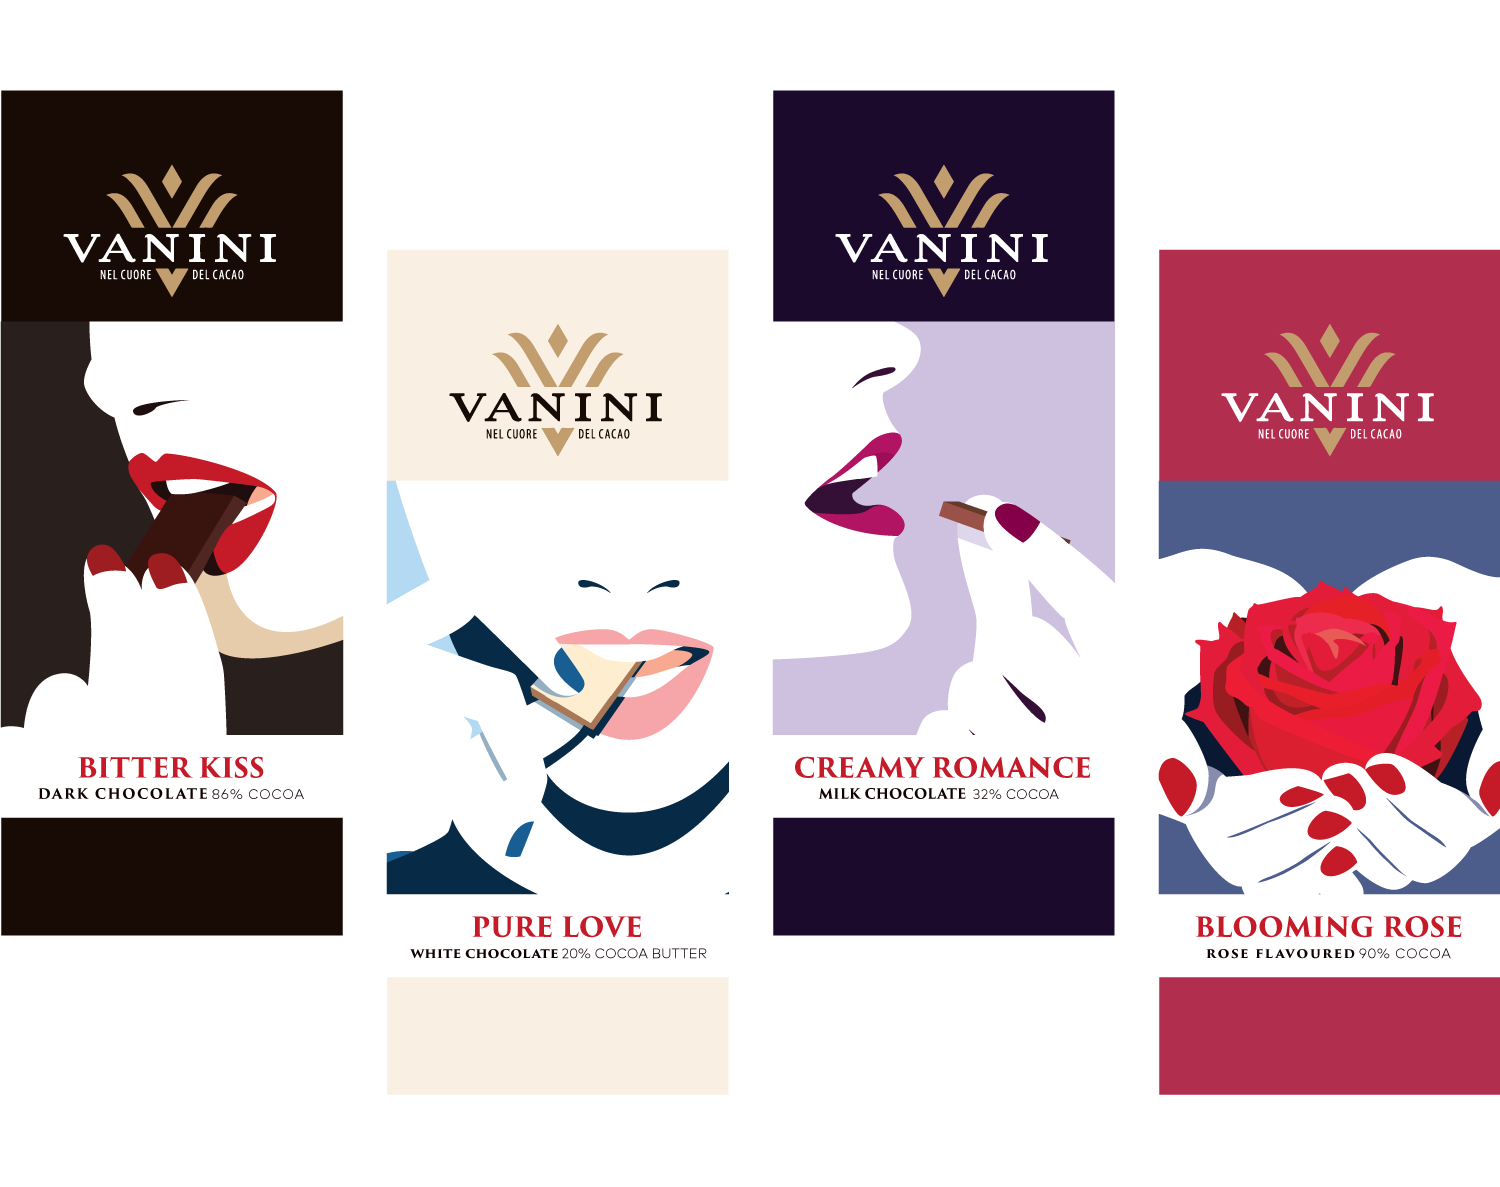 VANINI
NEL CUORE DEL CACAO
BITTER KISS
DARK CHOCOLATE 86% COCOA
VANINI
NEL CUORE DEL CACAO
PURE LOVE
WHITE CHOCOLATE 20% COCOA BUTTER
VANINI
NEL CUORE DEL CACAO
CREAMY ROMANCE
MILK CHOCOLATE 32% COCOA
VANINI
NEL CUORE DEL CACAO
BLOOMING ROSE
ROSE FLAVOURED 90% COCOA